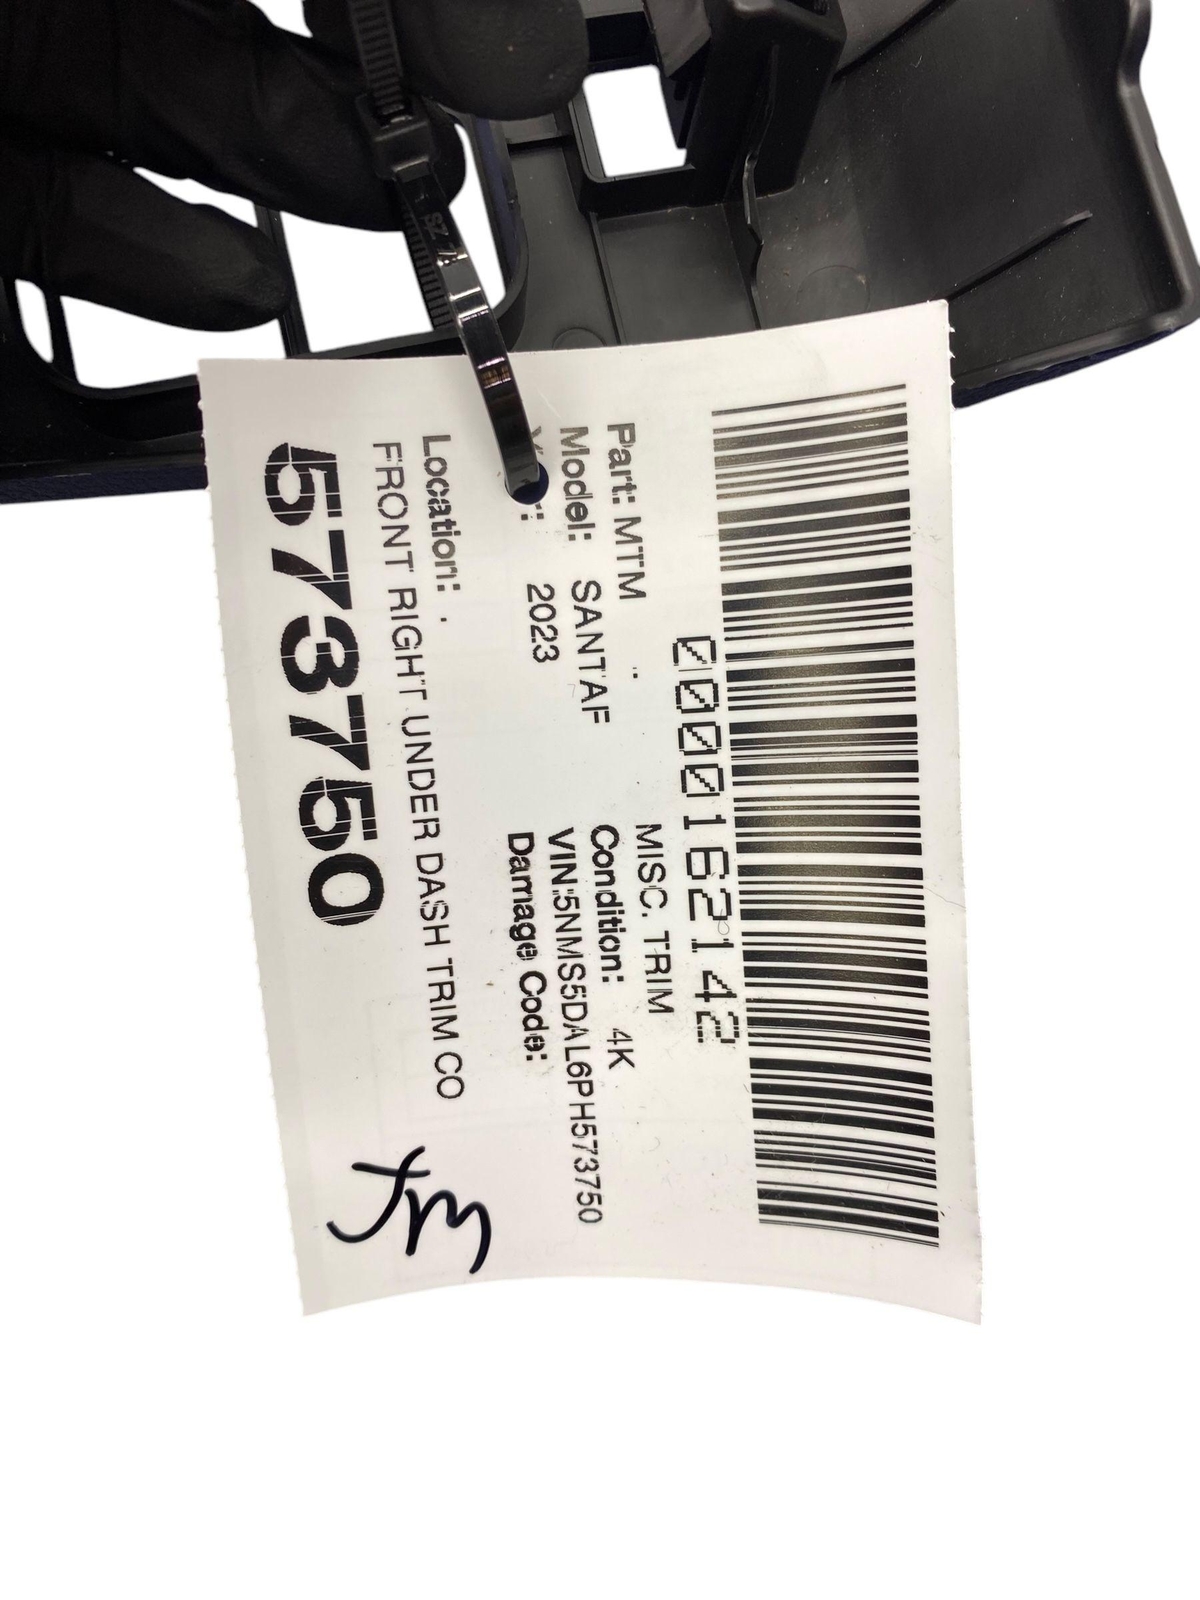 0000162142
Part: MTM MISC. TRIM
Model: SANTAF Condition: 4K
2023 VIN:5NMS5DAL6PH573750
Damage Code:
Location: .
FRONT RIGHT UNDER DASH TRIM CO
573750